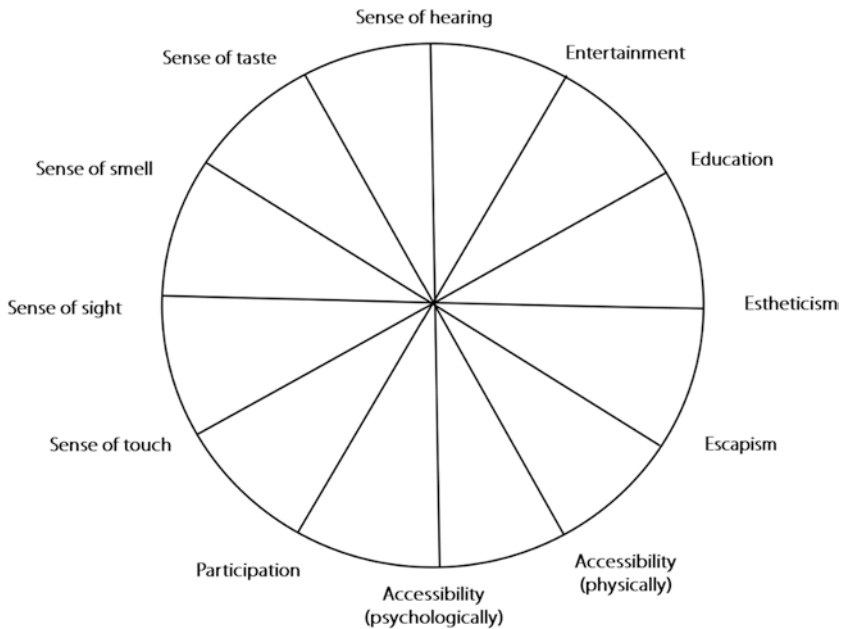 Sense of hearing
Entertainment
Education
Estheticism
Escapism
Accessibility
(physically)
Accessibility
(psychologically)
Participation
Sense of touch
Sense of sight
Sense of smell
Sense of taste